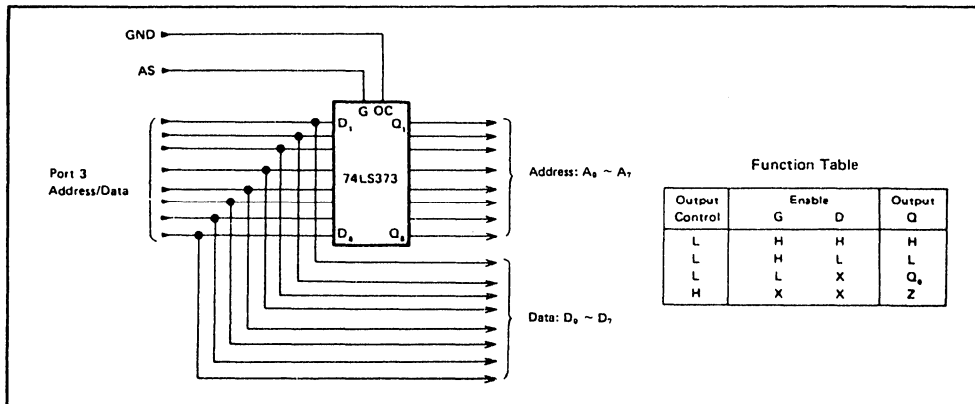 GND
AS
G OC
D₁ Q₁
Port 3
Address/Data
74LS373
Address: A₀ ~ A₇
D₈ Q₈
Data: D₀ ~ D₇
Function Table
Output Control Enable G D Output Q
L H H H
L H L L
L L X Q₀
H X X Z